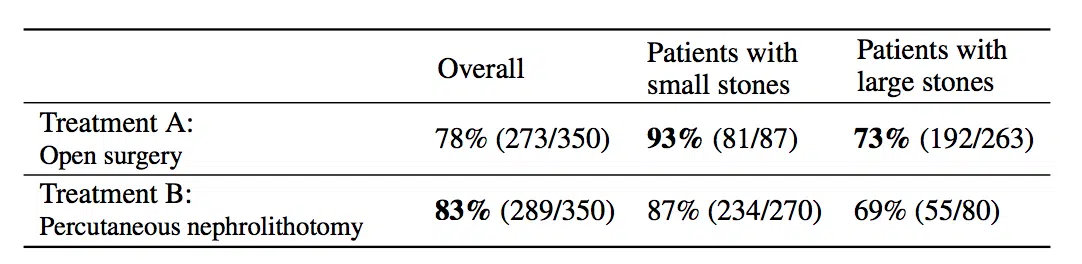 Overall Patients with small stones Patients with large stones
Treatment A: Open surgery 78% (273/350) 93% (81/87) 73% (192/263)
Treatment B: Percutaneous nephrolithotomy 83% (289/350) 87% (234/270) 69% (55/80)